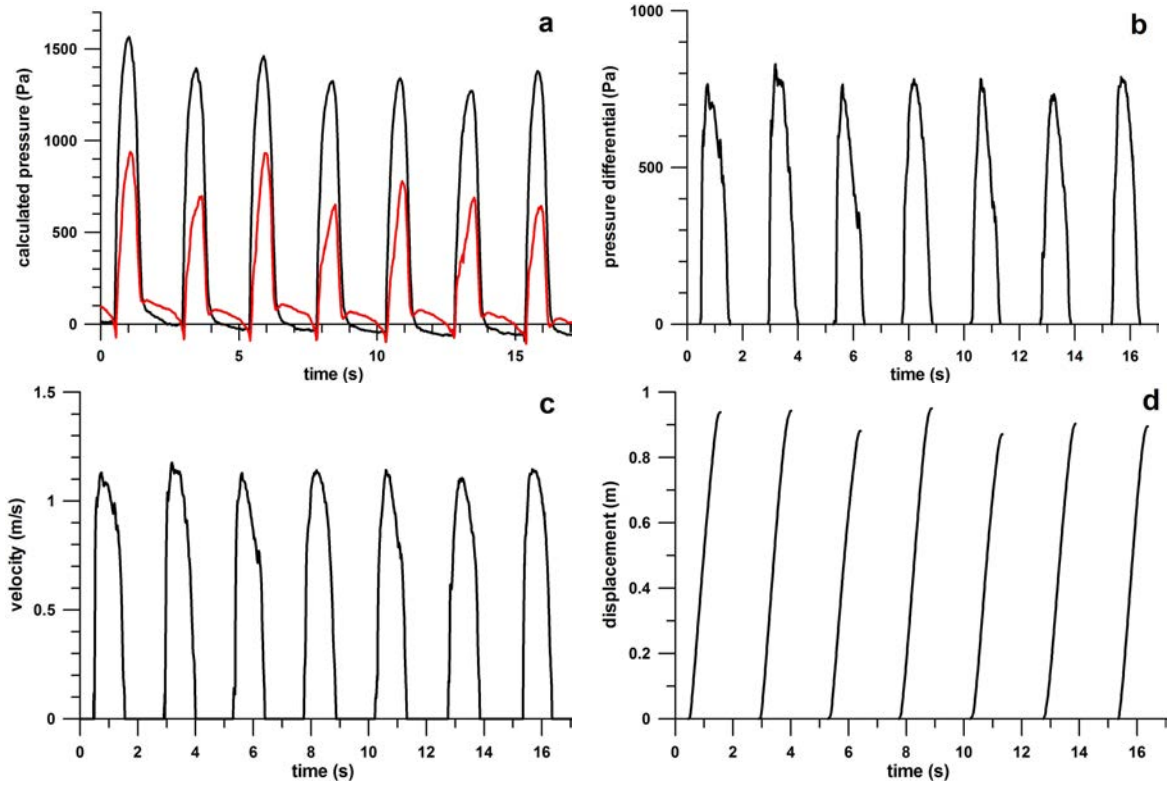 a
calculated pressure (Pa)
1500
1000
500
0
0 5 10 15
time (s)
b
pressure differential (Pa)
1000
500
0
0 2 4 6 8 10 12 14 16
time (s)
c
velocity (m/s)
1.5
1
0.5
0
0 2 4 6 8 10 12 14 16
time (s)
d
displacement (m)
1
0.8
0.6
0.4
0.2
0
0 2 4 6 8 10 12 14 16
time (s)